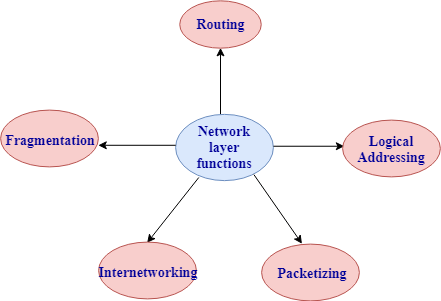 Routing
Fragmentation
Network
layer
functions
Logical
Addressing
Internetworking
Packetizing